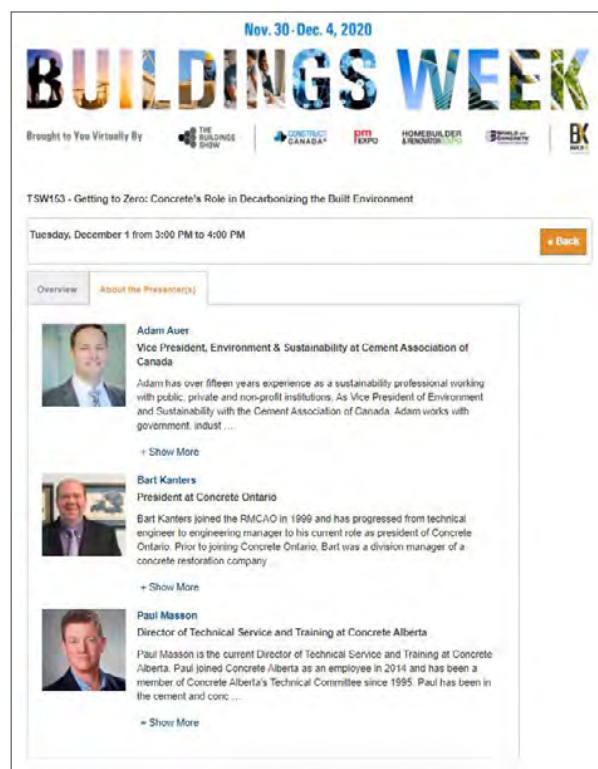 Nov. 30 - Dec. 4, 2020
BUILDINGS WEEK
Brought to You Virtually By
THE
BUILDINGS
SHOW
CONSTRUCT
CANADA
pm
EXPO
HOMEBUILDER
& RENOVATOR EXPO
WORLD OF
CONCRETE
TSW153 - Getting to Zero: Concrete's Role in Decarbonizing the Built Environment
Tuesday, December 1 from 3:00 PM to 4:00 PM
« Back
Overview
About the Presenter(s)
Adam Auer
Vice President, Environment & Sustainability at Cement Association of
Canada
Adam has over fifteen years experience as a sustainability professional working
with public, private and non-profit institutions. As Vice President of Environment
and Sustainability with the Cement Association of Canada, Adam works with
government, indust ...
+ Show More
Bart Kanters
President at Concrete Ontario
Bart Kanters joined the RMCAO in 1999 and has progressed from technical
engineer to engineering manager to his current role as president of Concrete
Ontario. Prior to joining Concrete Ontario, Bart was a division manager of a
concrete restoration company ...
+ Show More
Paul Masson
Director of Technical Service and Training at Concrete Alberta
Paul Masson is the current Director of Technical Service and Training at Concrete
Alberta. Paul joined Concrete Alberta as an employee in 2014 and has been a
member of Concrete Alberta's Technical Committee since 1995. Paul has been in
the cement and conc ...
+ Show More